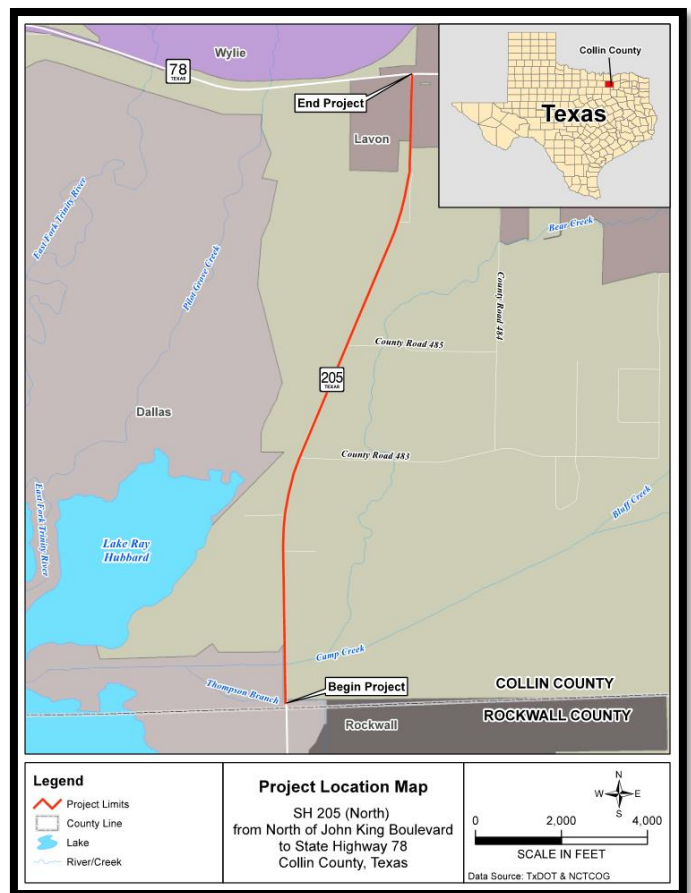 Wylie
78
TEXAS
End Project
Lavon
Collin County
Texas
East Fork Trinity River
Pilot Grove Creek
Bear Creek
County Road 484
County Road 485
205
TEXAS
Dallas
County Road 483
East Fork Trinity River
Lake Ray
Hubbard
Bluff Creek
Camp Creek
Thompson Branch
Begin Project
COLLIN COUNTY
ROCKWALL COUNTY
Rockwall
Legend
Project Limits
County Line
Lake
River/Creek
Project Location Map
SH 205 (North)
from North of John King Boulevard
to State Highway 78
Collin County, Texas
N
W E
S
0 2,000 4,000
SCALE IN FEET
Data Source: TxDOT & NCTCOG